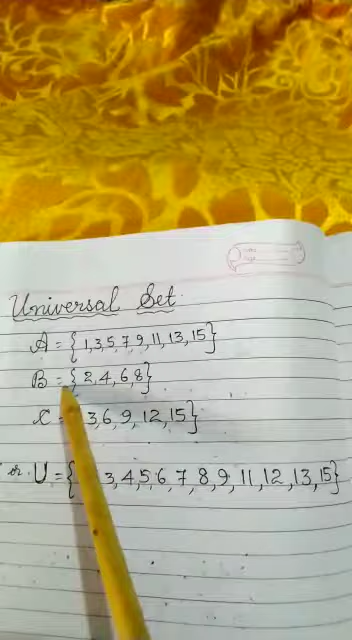 Universal Set
A = {1,3,5,7,9,11,13,15}
B = {2,4,6,8}
C = 3,6,9,12,15}
or U = { 3,4,5,6,7,8,9,11,12,13,15}